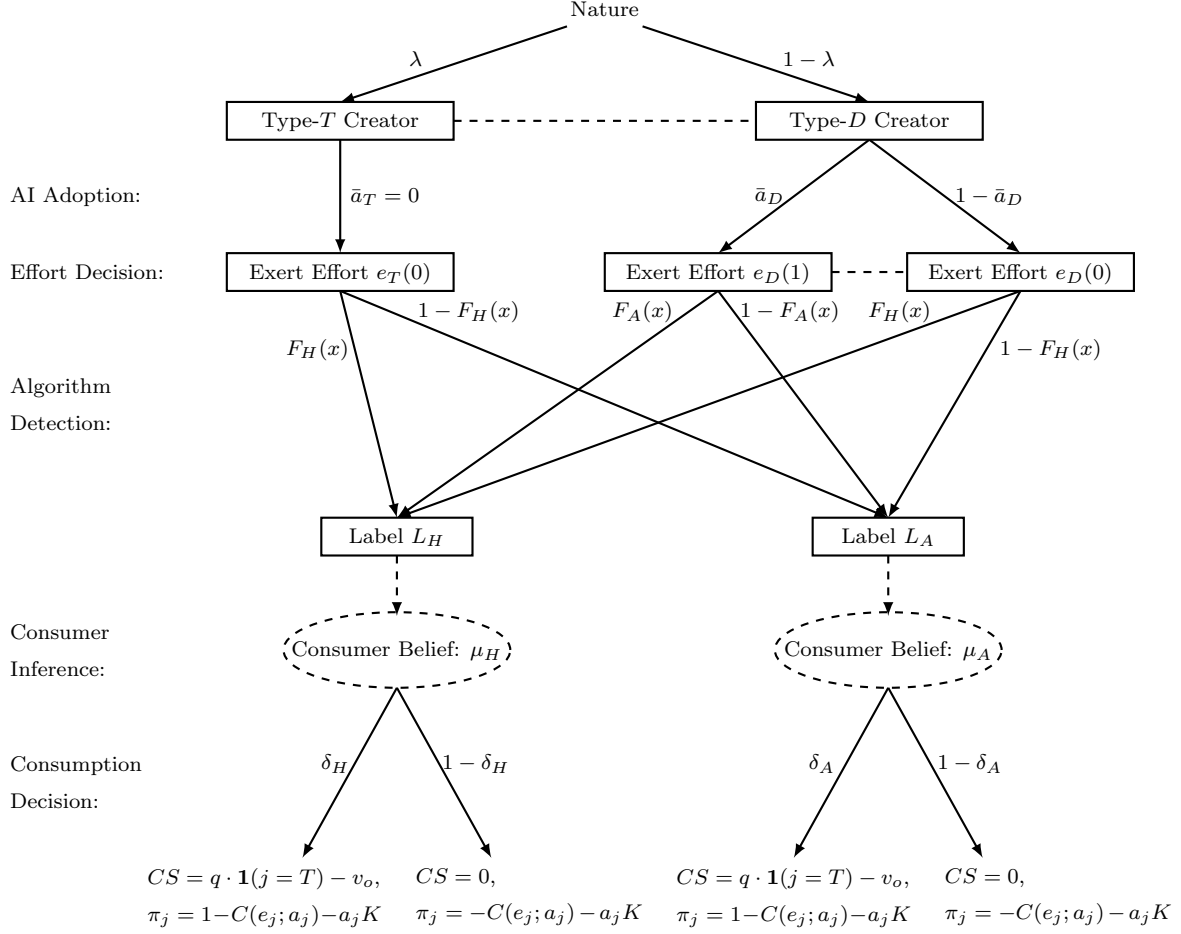 Nature
λ
1 − λ
Type-T Creator
Type-D Creator
AI Adoption:
ā_T = 0
ā_D
1 − ā_D
Effort Decision:
Exert Effort e_T(0)
Exert Effort e_D(1)
Exert Effort e_D(0)
F_H(x)
1 − F_H(x)
F_A(x)
1 − F_A(x)
F_H(x)
1 − F_H(x)
Algorithm
Detection:
Label L_H
Label L_A
Consumer
Inference:
Consumer Belief: μ_H
Consumer Belief: μ_A
Consumption
Decision:
δ_H
1 − δ_H
δ_A
1 − δ_A
CS = q · 1(j = T) − v_o,
π_j = 1−C(e_j; a_j)−a_jK
CS = 0,
π_j = −C(e_j; a_j) − a_jK
CS = q · 1(j = T) − v_o,
π_j = 1−C(e_j; a_j)−a_jK
CS = 0,
π_j = −C(e_j; a_j) − a_jK